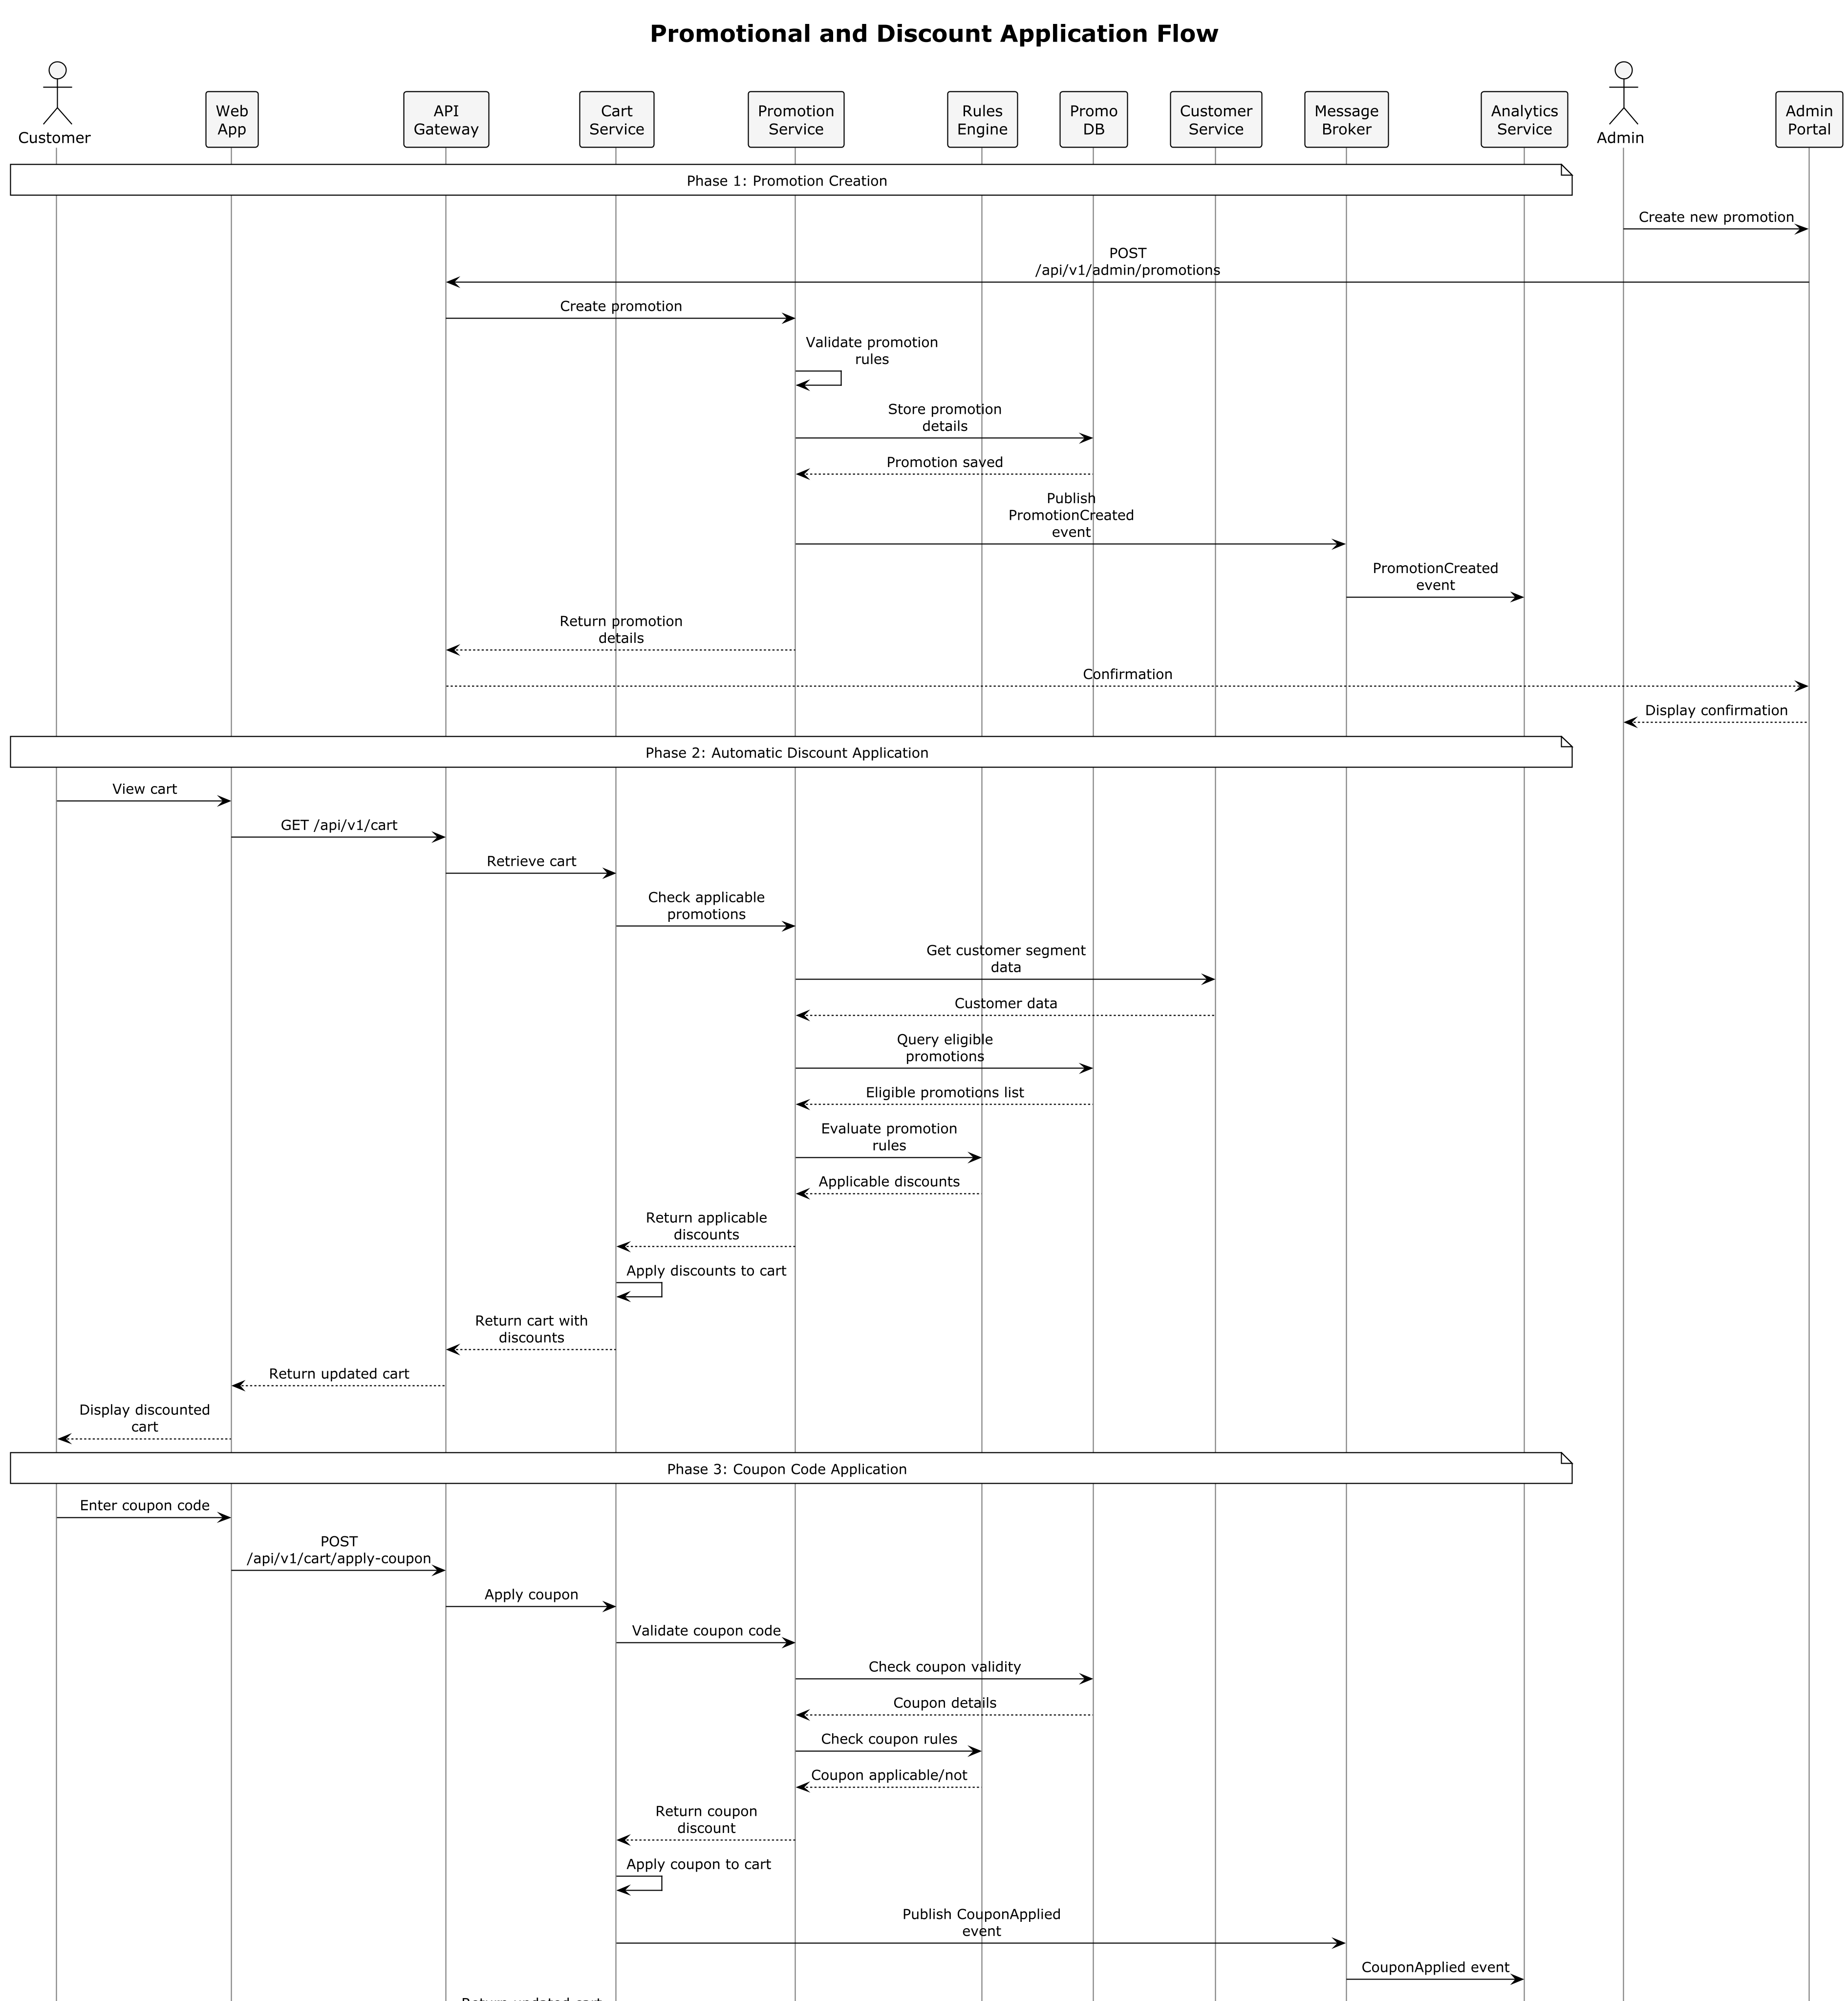 Promotional and Discount Application Flow
Customer
Web
App
API
Gateway
Cart
Service
Promotion
Service
Rules
Engine
Promo
DB
Customer
Service
Message
Broker
Analytics
Service
Admin
Admin
Portal
Phase 1: Promotion Creation
Create new promotion
POST
/api/v1/admin/promotions
Create promotion
Validate promotion
rules
Store promotion
details
Promotion saved
Publish
PromotionCreated
event
PromotionCreated
event
Return promotion
details
Confirmation
Display confirmation
Phase 2: Automatic Discount Application
View cart
GET /api/v1/cart
Retrieve cart
Check applicable
promotions
Get customer segment
data
Customer data
Query eligible
promotions
Eligible promotions list
Evaluate promotion
rules
Applicable discounts
Return applicable
discounts
Apply discounts to cart
Return cart with
discounts
Return updated cart
Display discounted
cart
Phase 3: Coupon Code Application
Enter coupon code
POST
/api/v1/cart/apply-coupon
Apply coupon
Validate coupon code
Check coupon validity
Coupon details
Check coupon rules
Coupon applicable/not
Return coupon
discount
Apply coupon to cart
Publish CouponApplied
event
CouponApplied event